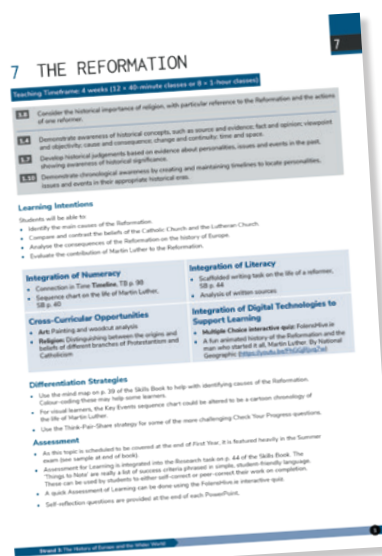 7
7 THE REFORMATION
Teaching Timeframe: 4 weeks (12 × 40-minute classes or 8 × 1-hour classes)
Consider the historical importance of religion, with particular reference to the Reformation and the actions
of one reformer.
1.4 Demonstrate awareness of historical concepts, such as source and evidence; fact and opinion; viewpoint
and objectivity; cause and consequence; change and continuity; time and space.
1.7 Develop historical judgements based on evidence about personalities, issues and events in the past,
showing awareness of historical significance.
1.10 Demonstrate chronological awareness by creating and maintaining timelines to locate personalities,
issues and events in their appropriate historical eras.
Learning Intentions
Students will be able to:
• Identify the main causes of the Reformation.
• Compare and contrast the beliefs of the Catholic Church and the Lutheran Church.
• Analyse the consequences of the Reformation on the history of Europe.
• Evaluate the contribution of Martin Luther to the Reformation.
Integration of Numeracy
• Connection in Time Timeline, TB p. 98
• Sequence chart on the life of Martin Luther,
SB p. 40
Integration of Literacy
• Scaffolded writing task on the life of a reformer,
SB p. 44
• Analysis of written sources
Cross-Curricular Opportunities
• Art: Painting and woodcut analysis
• Religion: Distinguishing between the origins and
beliefs of different branches of Protestantism and
Catholicism
Integration of Digital Technologies to
Support Learning
• Multiple Choice interactive quiz: FolensHive.ie
• A fun animated history of the Reformation and the
man who started it all, Martin Luther. By National
Geographic
Differentiation Strategies
• Use the mind map on p. 39 of the Skills Book to help with identifying causes of the Reformation.
Colour-coding these may help some learners.
• For visual learners, the Key Events sequence chart could be altered to be a cartoon chronology of
the life of Martin Luther.
• Use the Think-Pair-Share strategy for some of the more challenging Check Your Progress questions.
Assessment
• As this topic is scheduled to be covered at the end of First Year, it is featured heavily in the Summer
exam (see sample at end of book).
• Assessment for Learning is integrated into the Research task on p. 44 of the Skills Book. The
'Things to Note' are really a list of success criteria phrased in simple, student-friendly language.
These can be used by students to either self-correct or peer-correct their work on completion.
• A quick Assessment of Learning can be done using the FolensHive.ie interactive quiz.
• Self-reflection questions are provided at the end of each PowerPoint.
Strand 3: The History of Europe and the Wider World